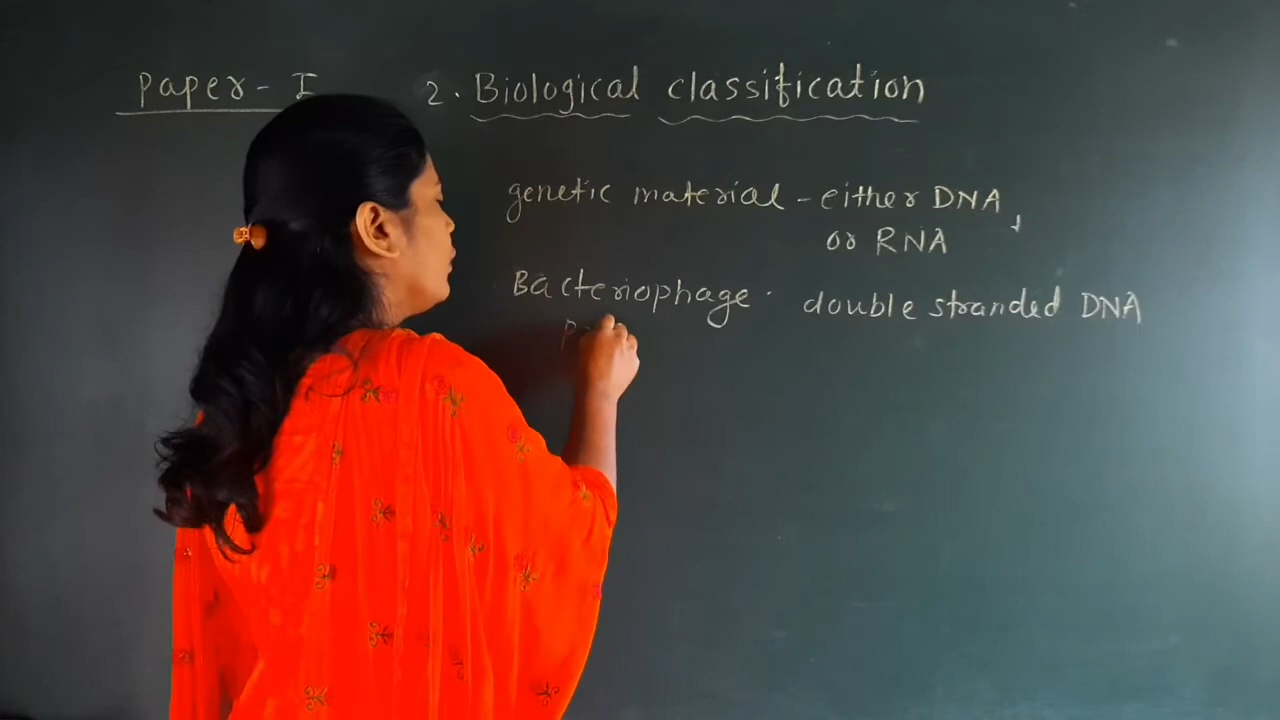 Paper - I
2. Biological classification
genetic material - either DNA,
or RNA
Bacteriophage. double stranded DNA